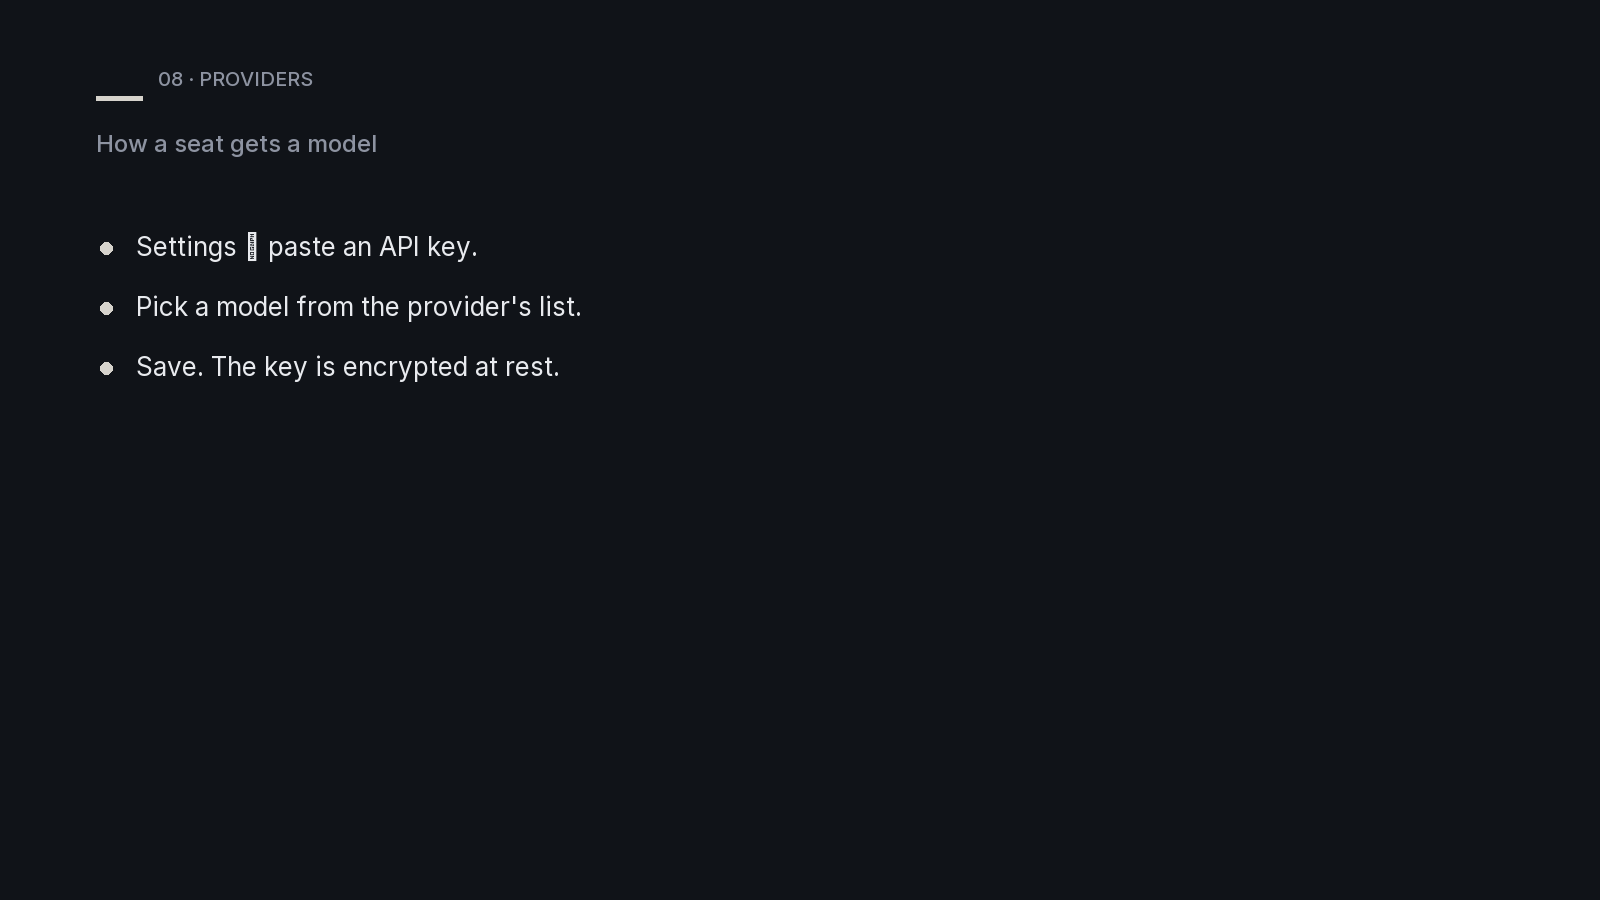 08 · PROVIDERS
How a seat gets a model
Settings paste an API key.
Pick a model from the provider's list.
Save. The key is encrypted at rest.